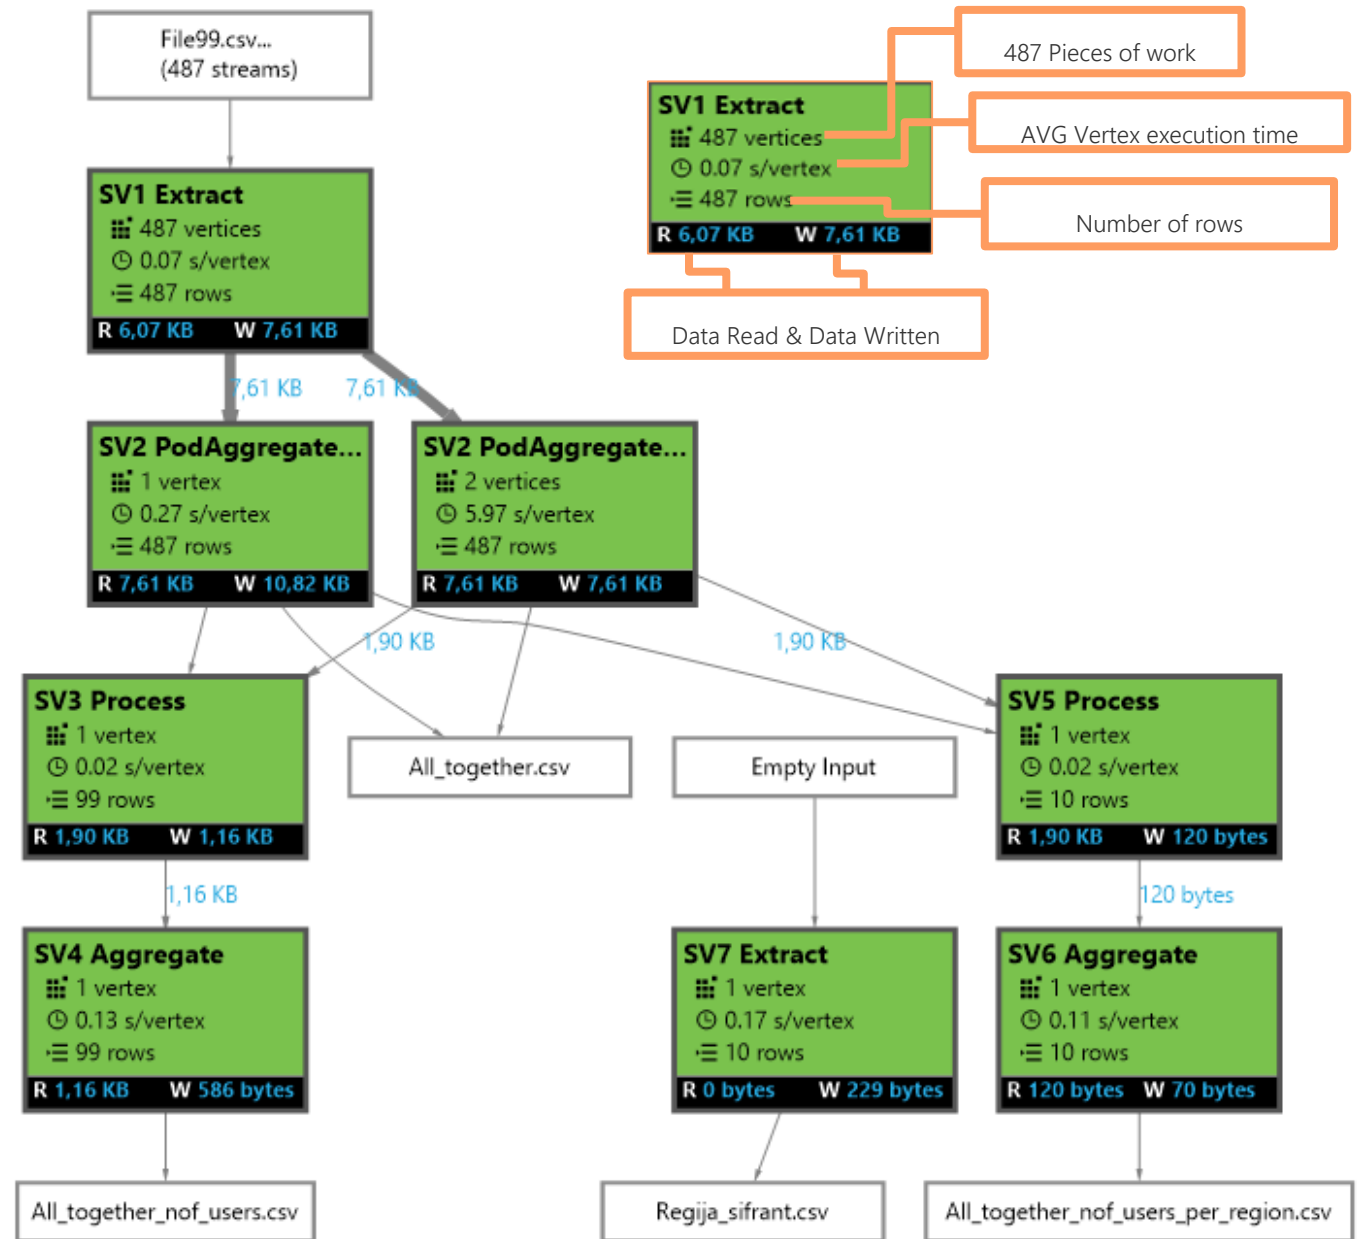 File99.csv...
(487 streams)
487 Pieces of work
SV1 Extract
487 vertices
0.07 s/vertex
487 rows
R 6,07 KB W 7,61 KB
AVG Vertex execution time
Number of rows
Data Read & Data Written
SV1 Extract
487 vertices
0.07 s/vertex
487 rows
R 6,07 KB W 7,61 KB
7,61 KB
7,61 KB
SV2 PodAggregate...
1 vertex
0.27 s/vertex
487 rows
R 7,61 KB W 10,82 KB
SV2 PodAggregate...
2 vertices
5.97 s/vertex
487 rows
R 7,61 KB W 7,61 KB
1,90 KB
1,90 KB
SV3 Process
1 vertex
0.02 s/vertex
99 rows
R 1,90 KB W 1,16 KB
All_together.csv
Empty Input
SV5 Process
1 vertex
0.02 s/vertex
10 rows
R 1,90 KB W 120 bytes
1,16 KB
120 bytes
SV4 Aggregate
1 vertex
0.13 s/vertex
99 rows
R 1,16 KB W 586 bytes
SV7 Extract
1 vertex
0.17 s/vertex
10 rows
R 0 bytes W 229 bytes
SV6 Aggregate
1 vertex
0.11 s/vertex
10 rows
R 120 bytes W 70 bytes
All_together_nof_users.csv
Regija_sifrant.csv
All_together_nof_users_per_region.csv